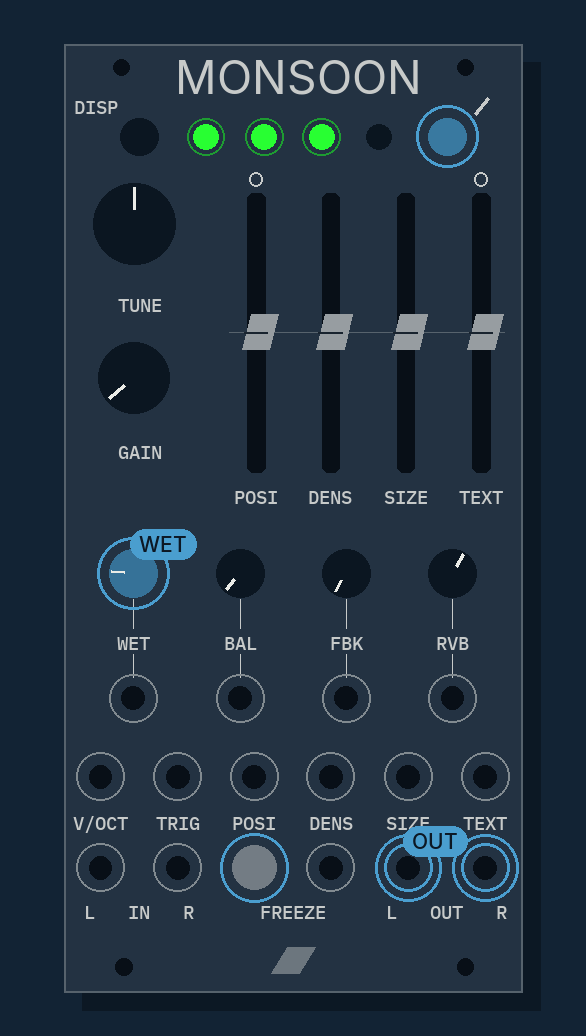 MONSOON
DISP
TUNE
GAIN
POSI DENS SIZE TEXT
WET
WET BAL FBK RVB
V/OCT TRIG POSI DENS SIZE TEXT
OUT
L IN R FREEZE L OUT R